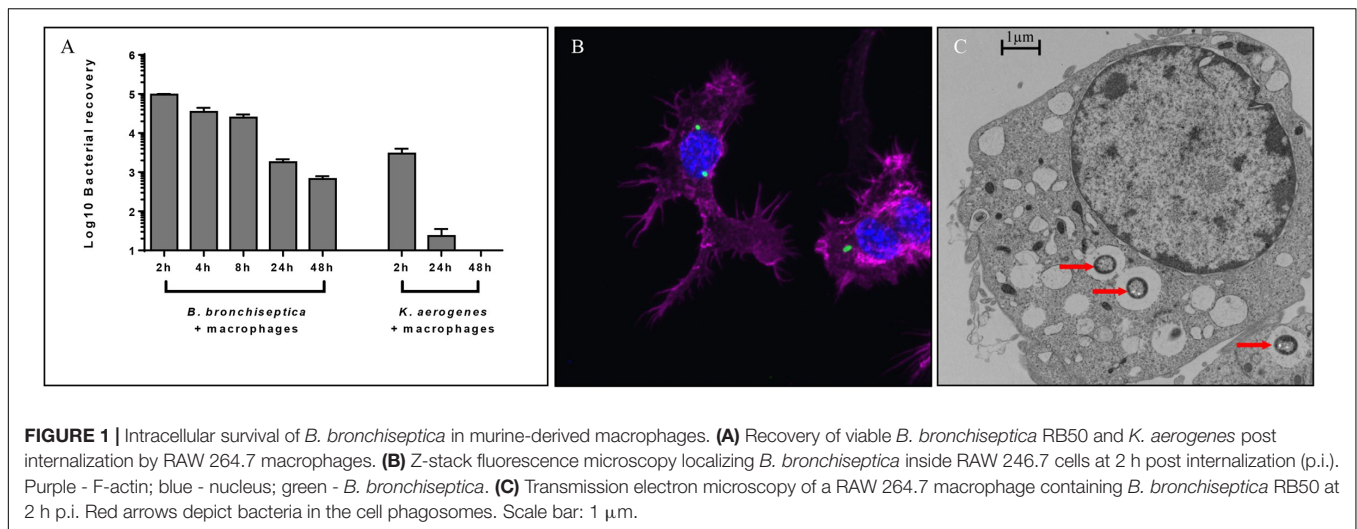 A
Log10 Bacterial recovery
6
5
4
3
2
1
2h 4h 8h 24h 48h 2h 24h 48h
B. bronchiseptica
+ macrophages
K. aerogenes
+ macrophages
B
C
1µm
FIGURE 1 | Intracellular survival of B. bronchiseptica in murine-derived macrophages. (A) Recovery of viable B. bronchiseptica RB50 and K. aerogenes post
internalization by RAW 264.7 macrophages. (B) Z-stack fluorescence microscopy localizing B. bronchiseptica inside RAW 246.7 cells at 2 h post internalization (p.i.).
Purple - F-actin; blue - nucleus; green - B. bronchiseptica. (C) Transmission electron microscopy of a RAW 264.7 macrophage containing B. bronchiseptica RB50 at
2 h p.i. Red arrows depict bacteria in the cell phagosomes. Scale bar: 1 µm.